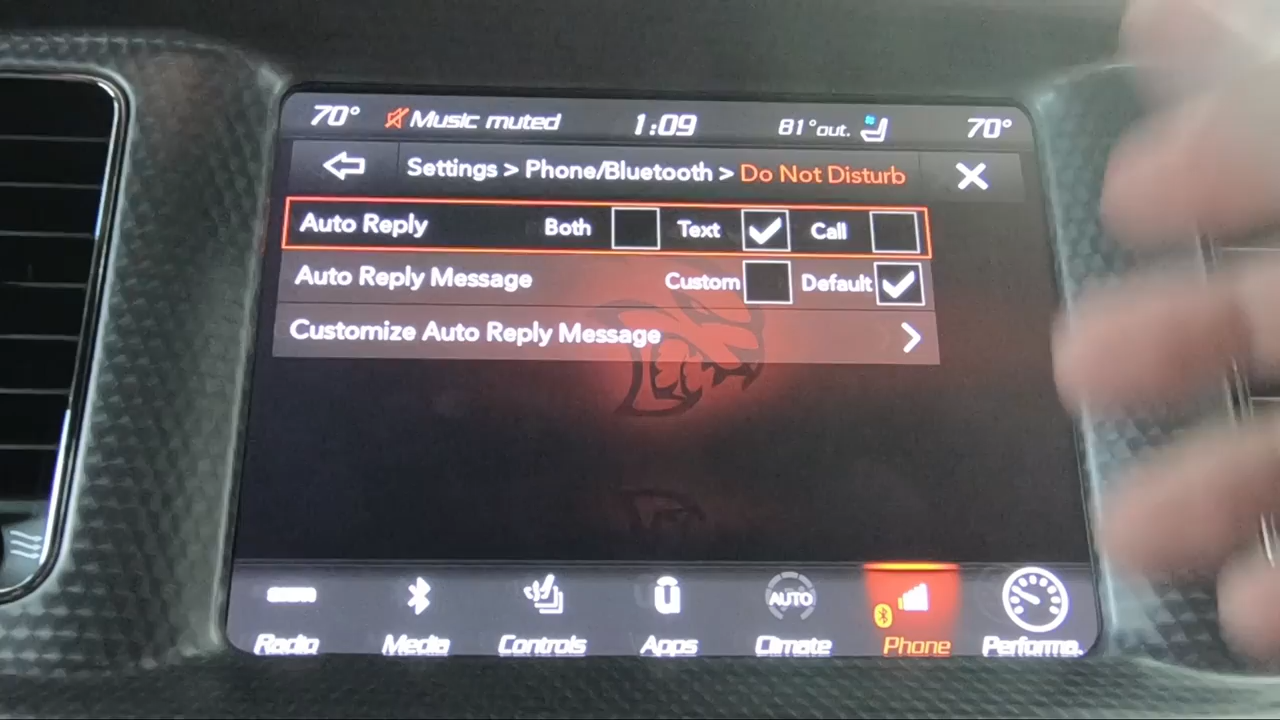 70° Music muted 1:09 81°out. 70°
Settings > Phone/Bluetooth > Do Not Disturb
Auto Reply Both Text Call
Auto Reply Message Custom Default
Customize Auto Reply Message
AUTO
Radio Media Controls Apps Climate Phone Performa.